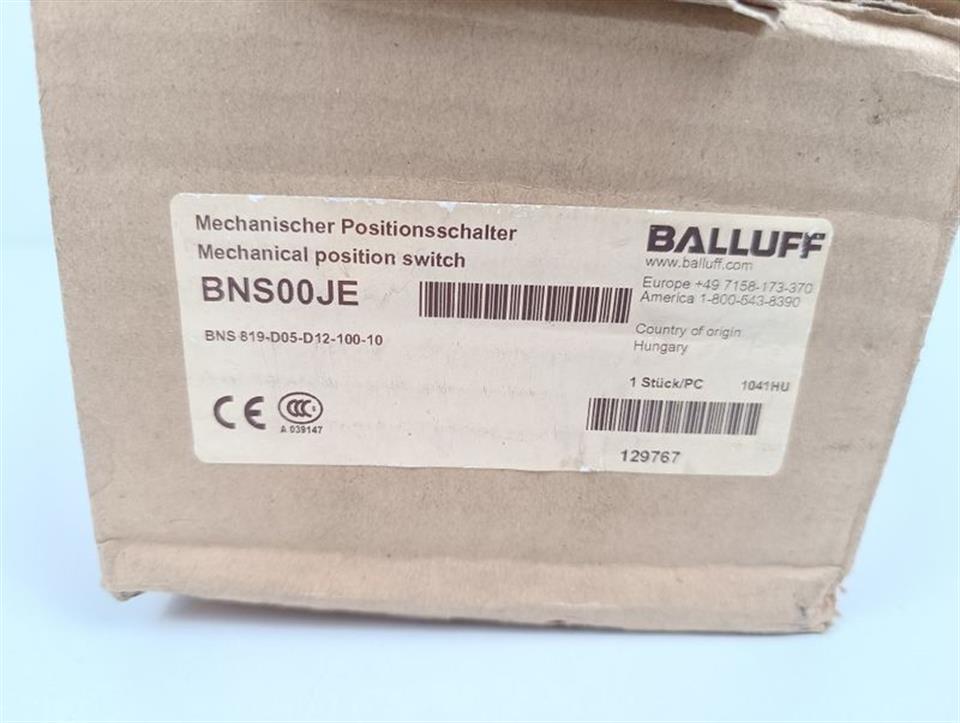 Mechanischer Positionsschalter
Mechanical position switch
BNS00JE
BNS 819-D05-D12-100-10
CE
CCC S
A 039147
BALLUFF
www.balluff.com
Europe +49 7158-173-370
America 1-800-543-8390
Country of origin
Hungary
1 Stück/PC 1041HU
129767